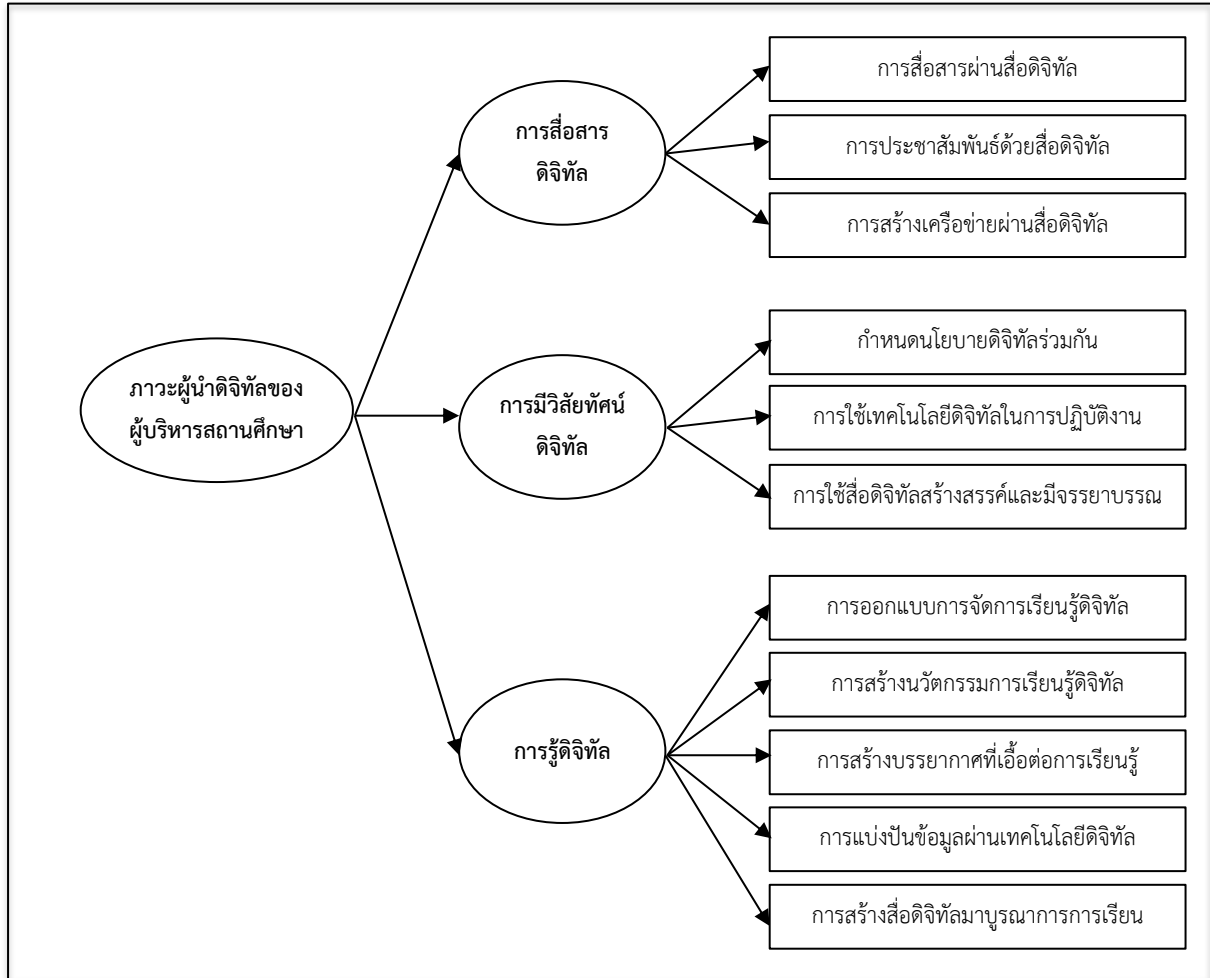 ภาวะผู้นำดิจิทัลของ
ผู้บริหารสถานศึกษา
การสื่อสาร
ดิจิทัล
การสื่อสารผ่านสื่อดิจิทัล
การประชาสัมพันธ์ด้วยสื่อดิจิทัล
การสร้างเครือข่ายผ่านสื่อดิจิทัล
การมีวิสัยทัศน์
ดิจิทัล
กำหนดนโยบายดิจิทัลร่วมกัน
การใช้เทคโนโลยีดิจิทัลในการปฏิบัติงาน
การใช้สื่อดิจิทัลสร้างสรรค์และมีจรรยาบรรณ
การรู้ดิจิทัล
การออกแบบการจัดการเรียนรู้ดิจิทัล
การสร้างนวัตกรรมการเรียนรู้ดิจิทัล
การสร้างบรรยากาศที่เอื้อต่อการเรียนรู้
การแบ่งปันข้อมูลผ่านเทคโนโลยีดิจิทัล
การสร้างสื่อดิจิทัลมาบูรณาการการเรียน